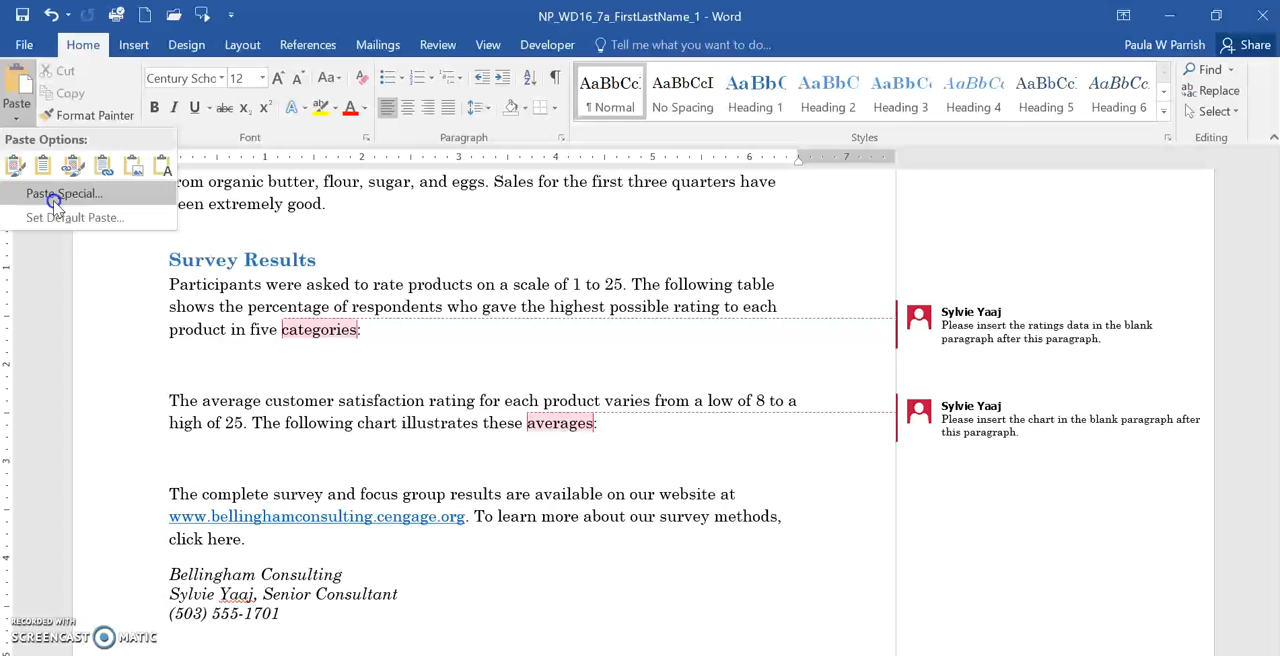 NP_WD16_7a_FirstLastName_1 - Word
File Home Insert Design Layout References Mailings Review View Developer Tell me what you want to do... Paula W Parrish Share
Paste
Cut
Copy
Format Painter
Century Scho 12
Font
Paragraph
AaBbCc AaBbCcI AaBbC AaBbC AaBbCc AaBbCc AaBbCc AaBbCc
¶ Normal No Spacing Heading 1 Heading 2 Heading 3 Heading 4 Heading 5 Heading 6
Styles
Find
Replace
Select
Editing
Paste Options:
Paste Special...
Set Default Paste...
1 2 3 4 5 6 7
from organic butter, flour, sugar, and eggs. Sales for the first three quarters have
been extremely good.
Survey Results
Participants were asked to rate products on a scale of 1 to 25. The following table
shows the percentage of respondents who gave the highest possible rating to each
product in five categories:
Sylvie Yaaj
Please insert the ratings data in the blank
paragraph after this paragraph.
The average customer satisfaction rating for each product varies from a low of 8 to a
high of 25. The following chart illustrates these averages:
Sylvie Yaaj
Please insert the chart in the blank paragraph after
this paragraph.
The complete survey and focus group results are available on our website at
www.bellinghamconsulting.cengage.org. To learn more about our survey methods,
click here.
Bellingham Consulting
Sylvie Yaaj, Senior Consultant
(503) 555-1701
RECORDED WITH
SCREENCAST MATIC